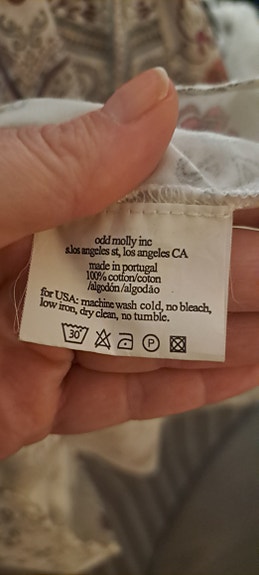 odd molly inc
s.los angeles st, los angeles CA
made in portugal
100% cotton/coton
/algodón/algodão
for USA: machine wash cold, no bleach,
low iron, dry clean, no tumble.
30° P